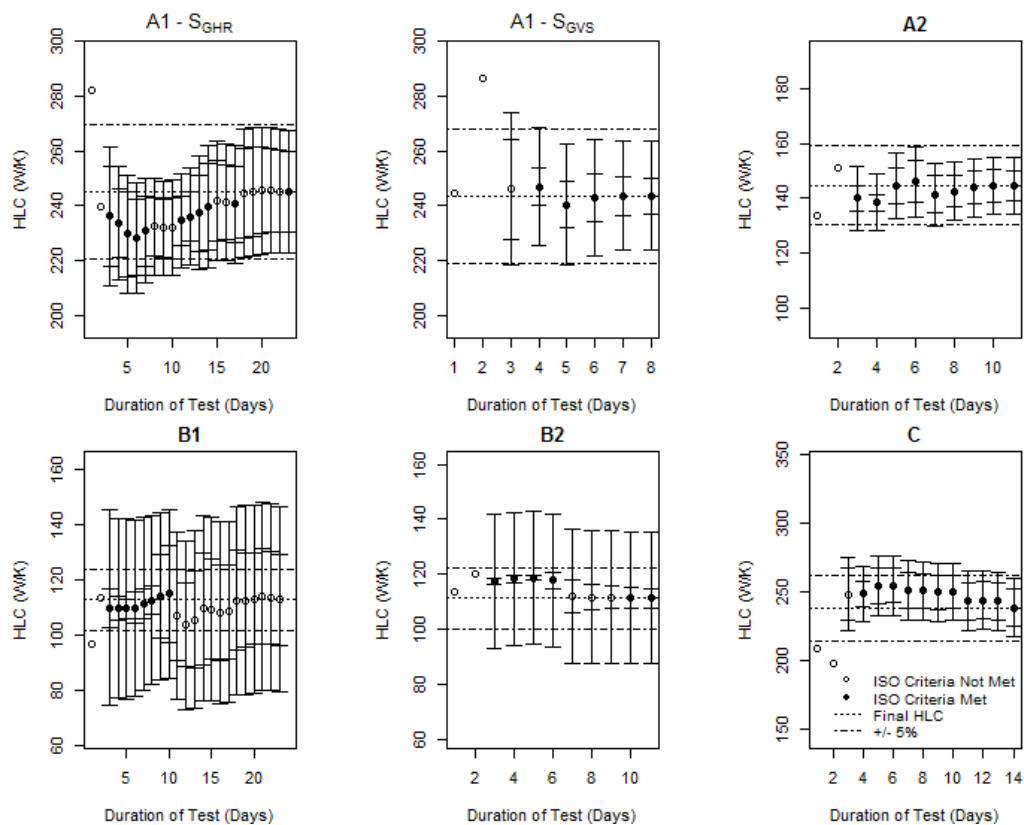 A1 - S_GHR
HLC (W/K)
300
280
260
240
220
200
5 10 15 20
Duration of Test (Days)
A1 - S_GVS
HLC (W/K)
300
280
260
240
220
200
1 2 3 4 5 6 7 8
Duration of Test (Days)
A2
HLC (W/K)
180
160
140
120
100
2 4 6 8 10
Duration of Test (Days)
B1
HLC (W/K)
160
140
120
100
80
60
5 10 15 20
Duration of Test (Days)
B2
HLC (W/K)
160
140
120
100
80
60
2 4 6 8 10
Duration of Test (Days)
C
HLC (W/K)
350
300
250
200
150
2 4 6 8 10 12 14
Duration of Test (Days)
ISO Criteria Not Met
ISO Criteria Met
Final HLC
+/- 5%